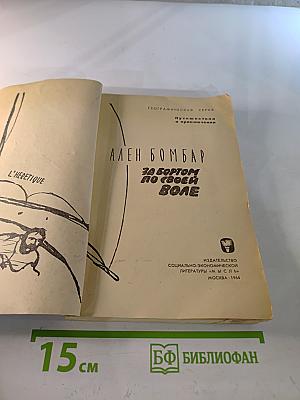 ГЕОГРАФИЧЕСКАЯ СЕРИЯ
Путешествия
и приключения
L'HERETIQUE
АЛЕН БОМБАР
ЗА БОРТОМ
ПО СВОЕЙ
ВОЛЕ
ИЗДАТЕЛЬСТВО
СОЦИАЛЬНО-ЭКОНОМИЧЕСКОЙ
ЛИТЕРАТУРЫ «МЫСЛЬ»
МОСКВА · 1964
15 см
БФ БИБЛИОФАН